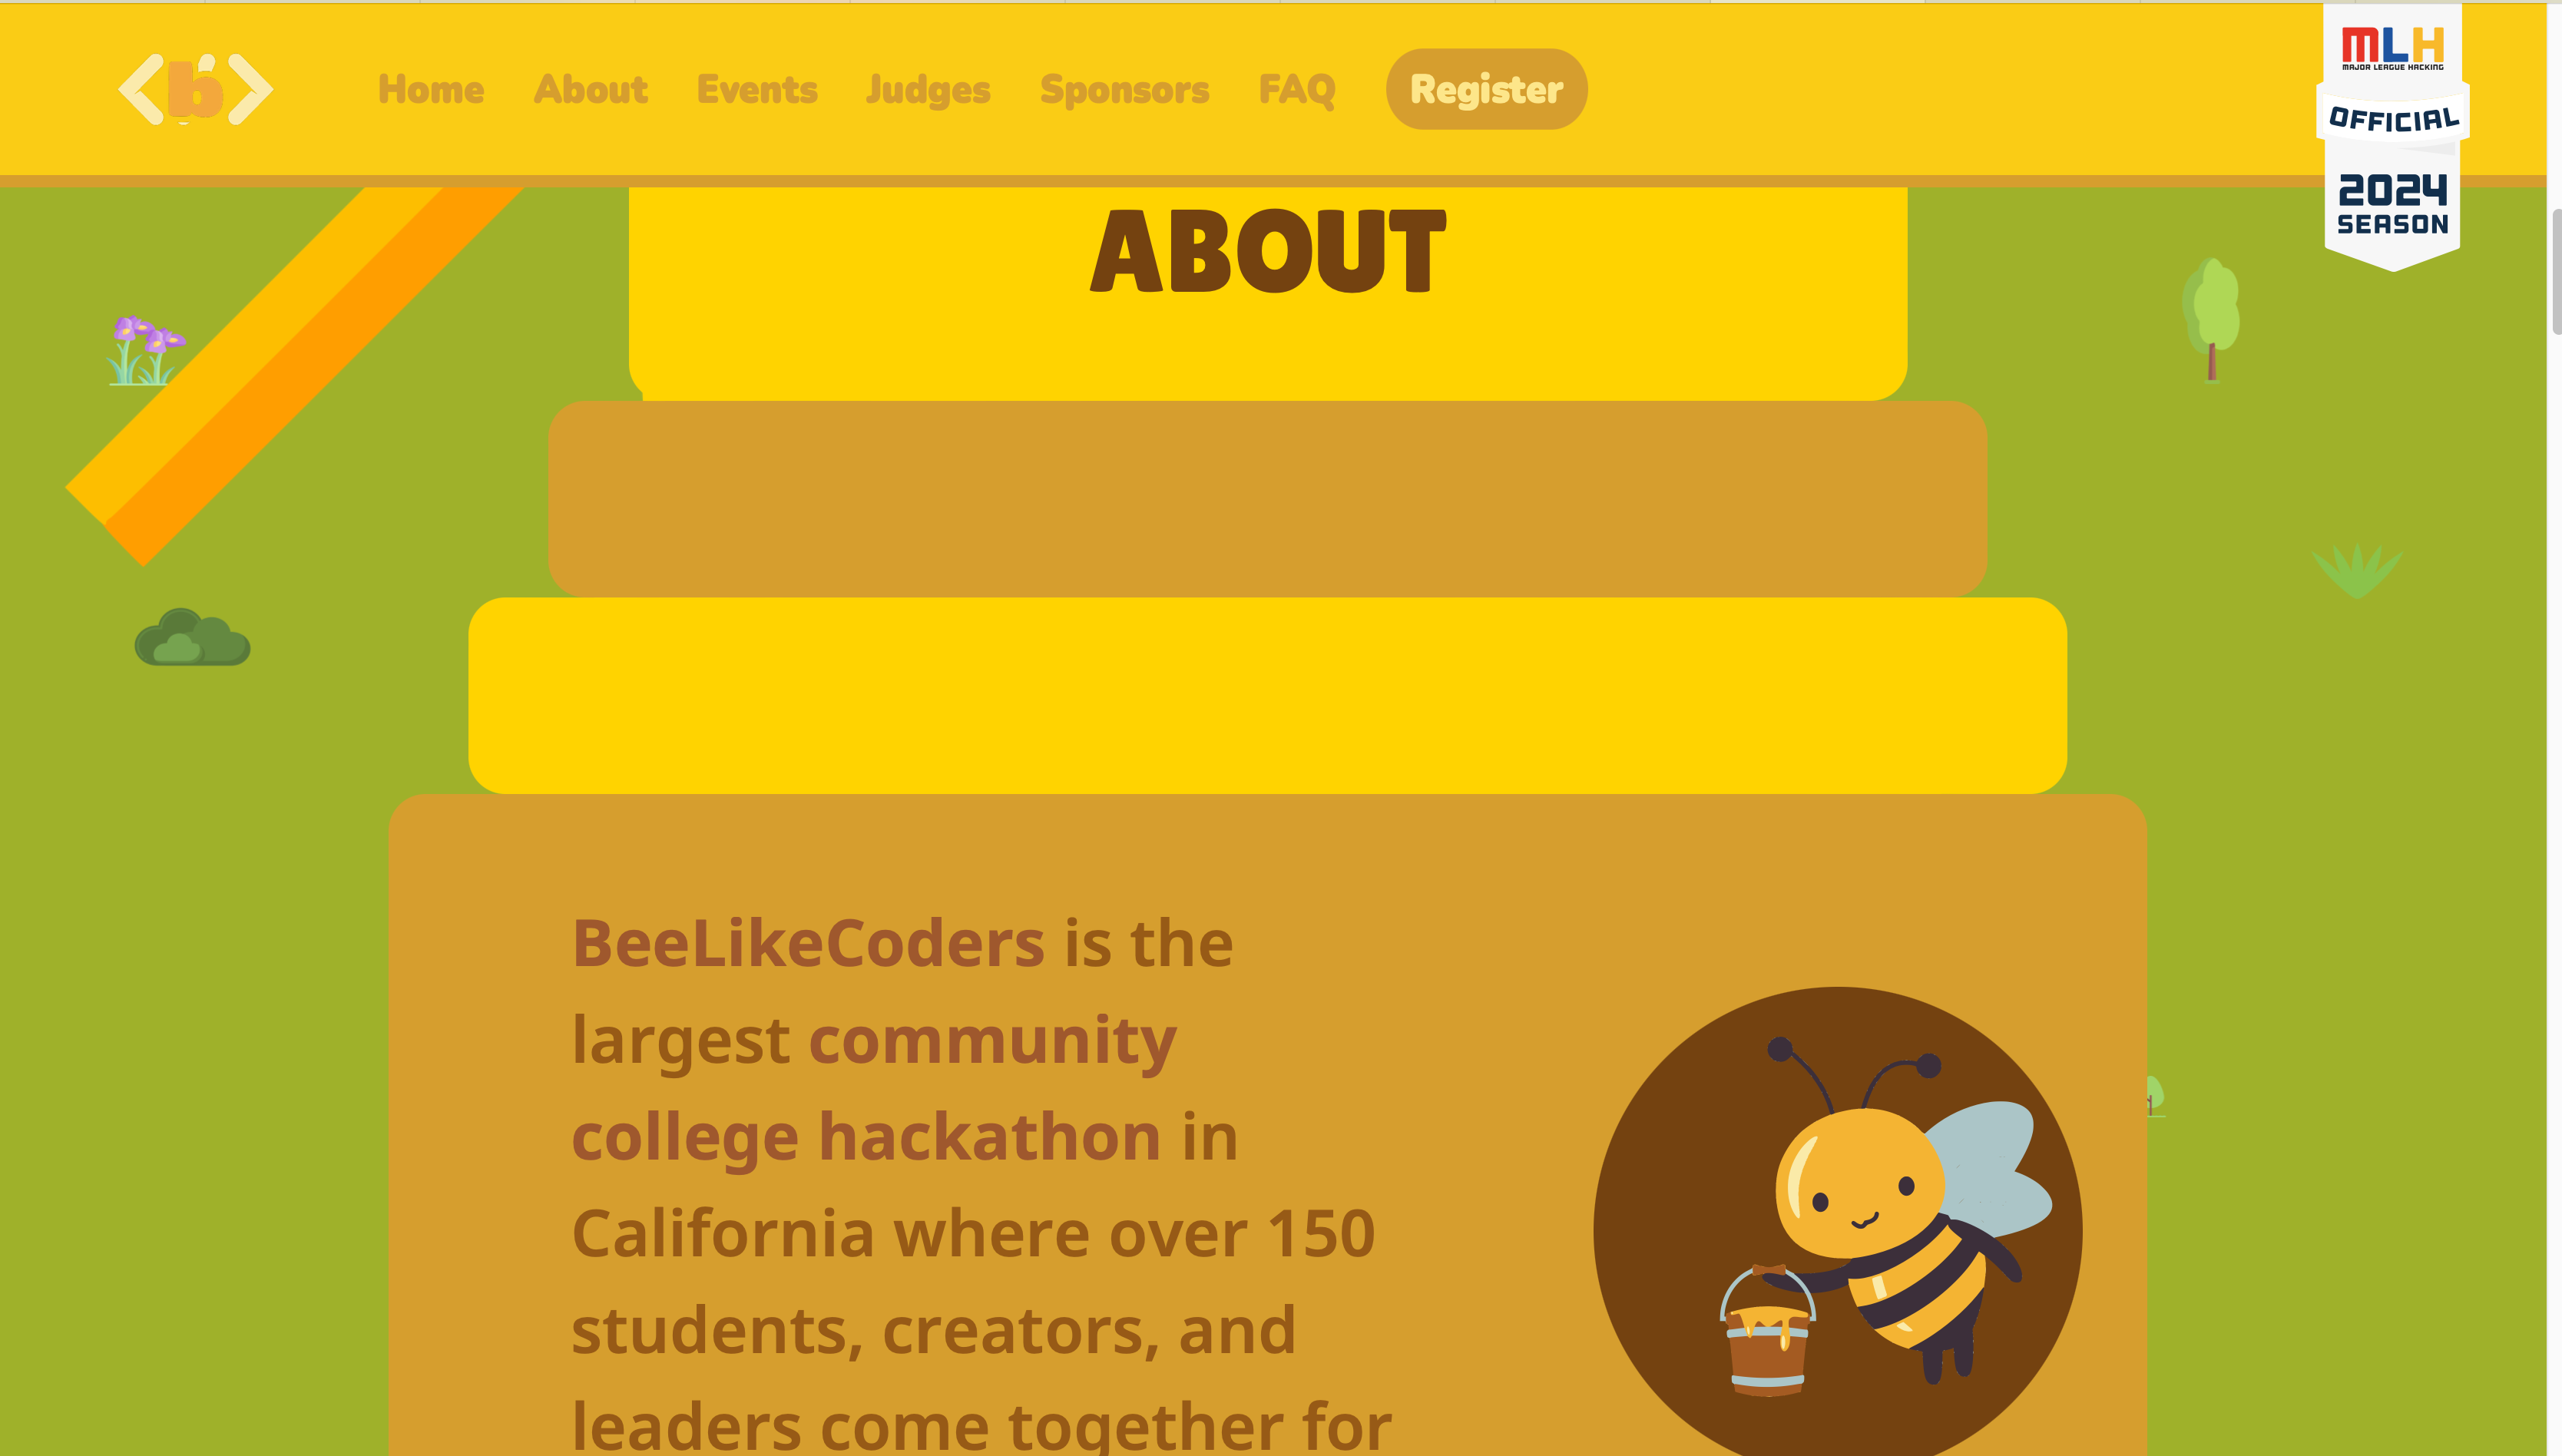 b
Home About Events Judges Sponsors FAQ Register
MLH
MAJOR LEAGUE HACKING
OFFICIAL
2024
SEASON
ABOUT
BeeLikeCoders is the
largest community
college hackathon in
California where over 150
students, creators, and
leaders come together for